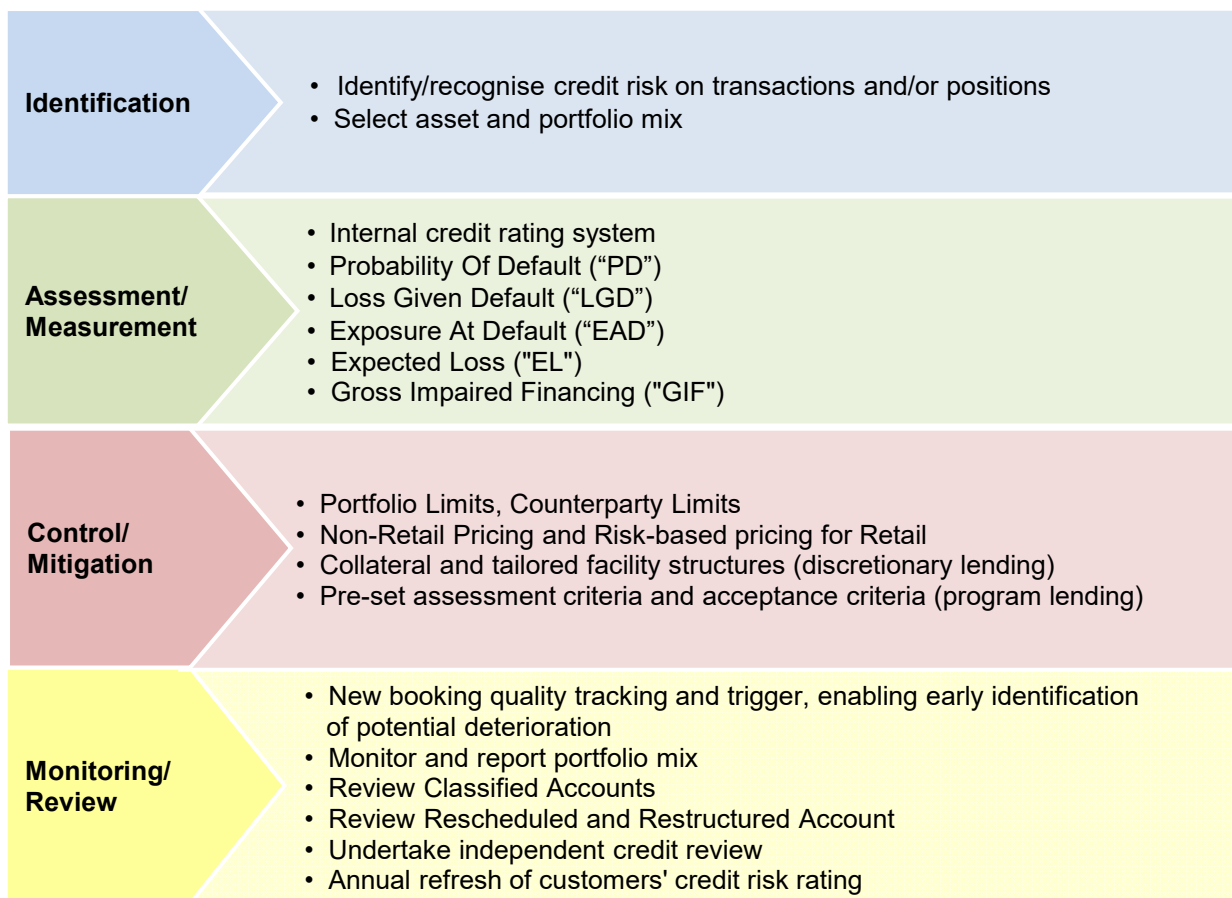 Identification
• Identify/recognise credit risk on transactions and/or positions
• Select asset and portfolio mix
Assessment/
Measurement
• Internal credit rating system
• Probability Of Default (“PD”)
• Loss Given Default (“LGD”)
• Exposure At Default (“EAD”)
• Expected Loss ("EL")
• Gross Impaired Financing ("GIF")
Control/
Mitigation
• Portfolio Limits, Counterparty Limits
• Non-Retail Pricing and Risk-based pricing for Retail
• Collateral and tailored facility structures (discretionary lending)
• Pre-set assessment criteria and acceptance criteria (program lending)
Monitoring/
Review
• New booking quality tracking and trigger, enabling early identification
of potential deterioration
• Monitor and report portfolio mix
• Review Classified Accounts
• Review Rescheduled and Restructured Account
• Undertake independent credit review
• Annual refresh of customers' credit risk rating